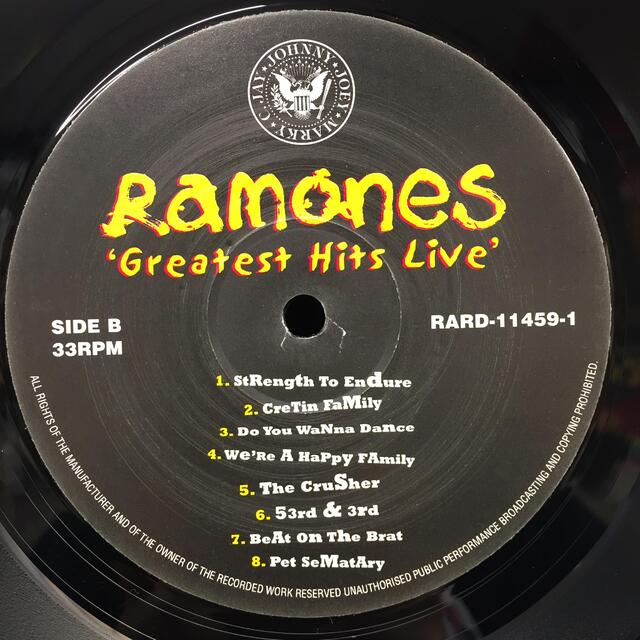 JOHNNY · JOEY · MARKY · C.JAY ·
Ramones
'Greatest Hits Live'
SIDE B
33RPM
RARD-11459-1
1. StRength To Endure
2. CreTin FaMily
3. Do You WaNna Dance
4. We're A HaPpy FAmily
5. The CruSher
6. 53rd & 3rd
7. BeAt On The Brat
8. Pet SeMatAry
ALL RIGHTS OF THE MANUFACTURER AND OF THE OWNER OF THE RECORDED WORK RESERVED UNAUTHORISED PUBLIC PERFORMANCE BROADCASTING AND COPYING PROHIBITED.